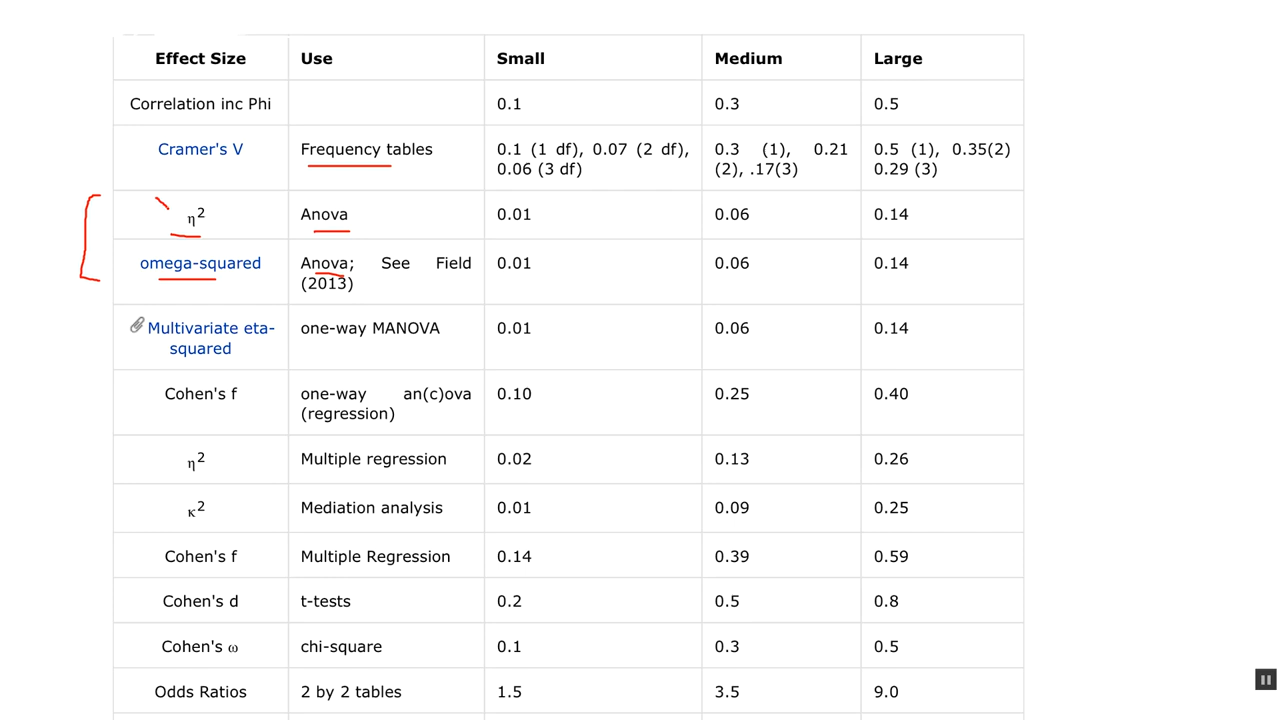 Effect Size Use Small Medium Large
Correlation inc Phi 0.1 0.3 0.5
Cramer's V Frequency tables 0.1 (1 df), 0.07 (2 df), 0.3 (1), 0.21 0.5 (1), 0.35(2)
0.06 (3 df) (2), .17(3) 0.29 (3)
η2 Anova 0.01 0.06 0.14
omega-squared Anova; See Field 0.01 0.06 0.14
(2013)
Multivariate eta- one-way MANOVA 0.01 0.06 0.14
squared
Cohen's f one-way an(c)ova 0.10 0.25 0.40
(regression)
η2 Multiple regression 0.02 0.13 0.26
κ2 Mediation analysis 0.01 0.09 0.25
Cohen's f Multiple Regression 0.14 0.39 0.59
Cohen's d t-tests 0.2 0.5 0.8
Cohen's ω chi-square 0.1 0.3 0.5
Odds Ratios 2 by 2 tables 1.5 3.5 9.0